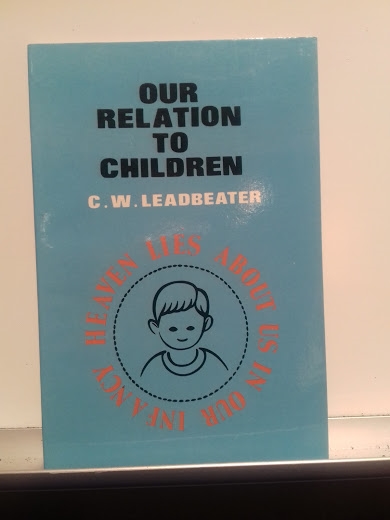 OUR
RELATION
TO
CHILDREN
C.W.LEADBEATER
HEAVEN LIES ABOUT US IN OUR INFANCY